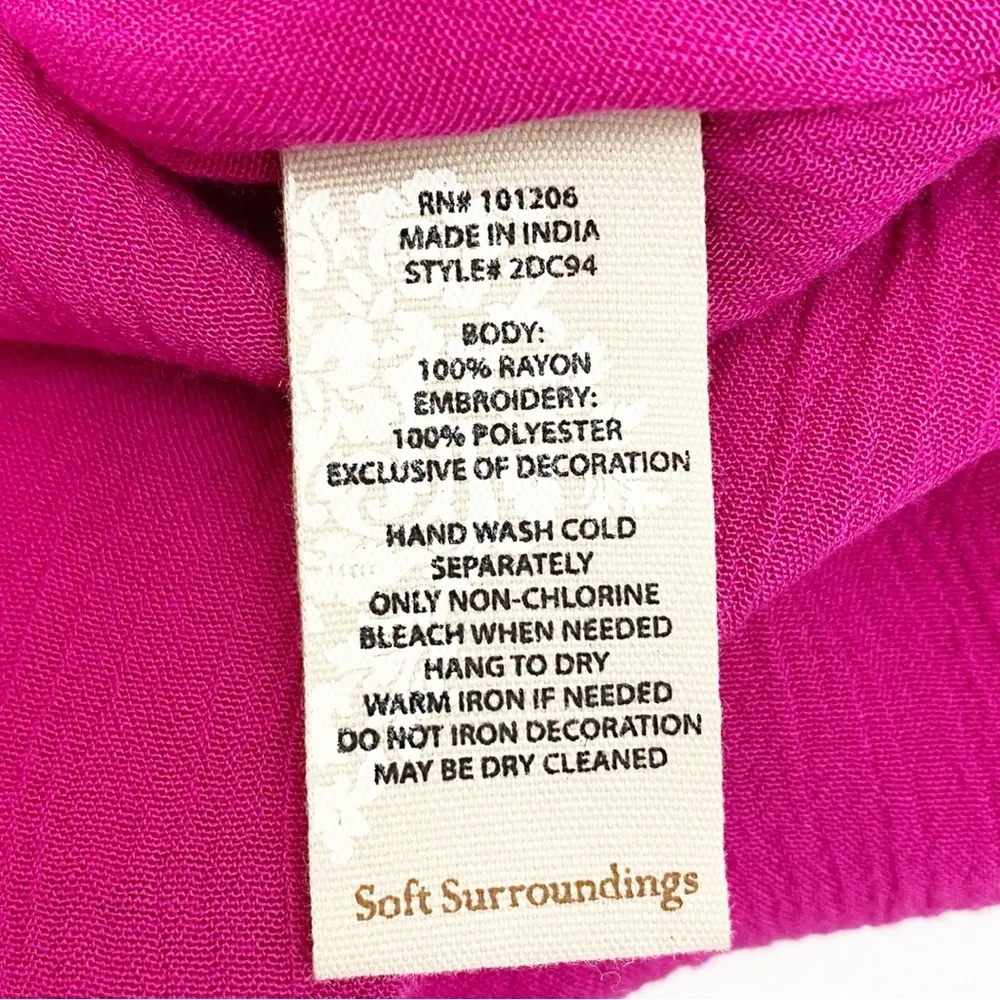 RN# 101206
MADE IN INDIA
STYLE# 2DC94
BODY:
100% RAYON
EMBROIDERY:
100% POLYESTER
EXCLUSIVE OF DECORATION
HAND WASH COLD
SEPARATELY
ONLY NON-CHLORINE
BLEACH WHEN NEEDED
HANG TO DRY
WARM IRON IF NEEDED
DO NOT IRON DECORATION
MAY BE DRY CLEANED
Soft Surroundings